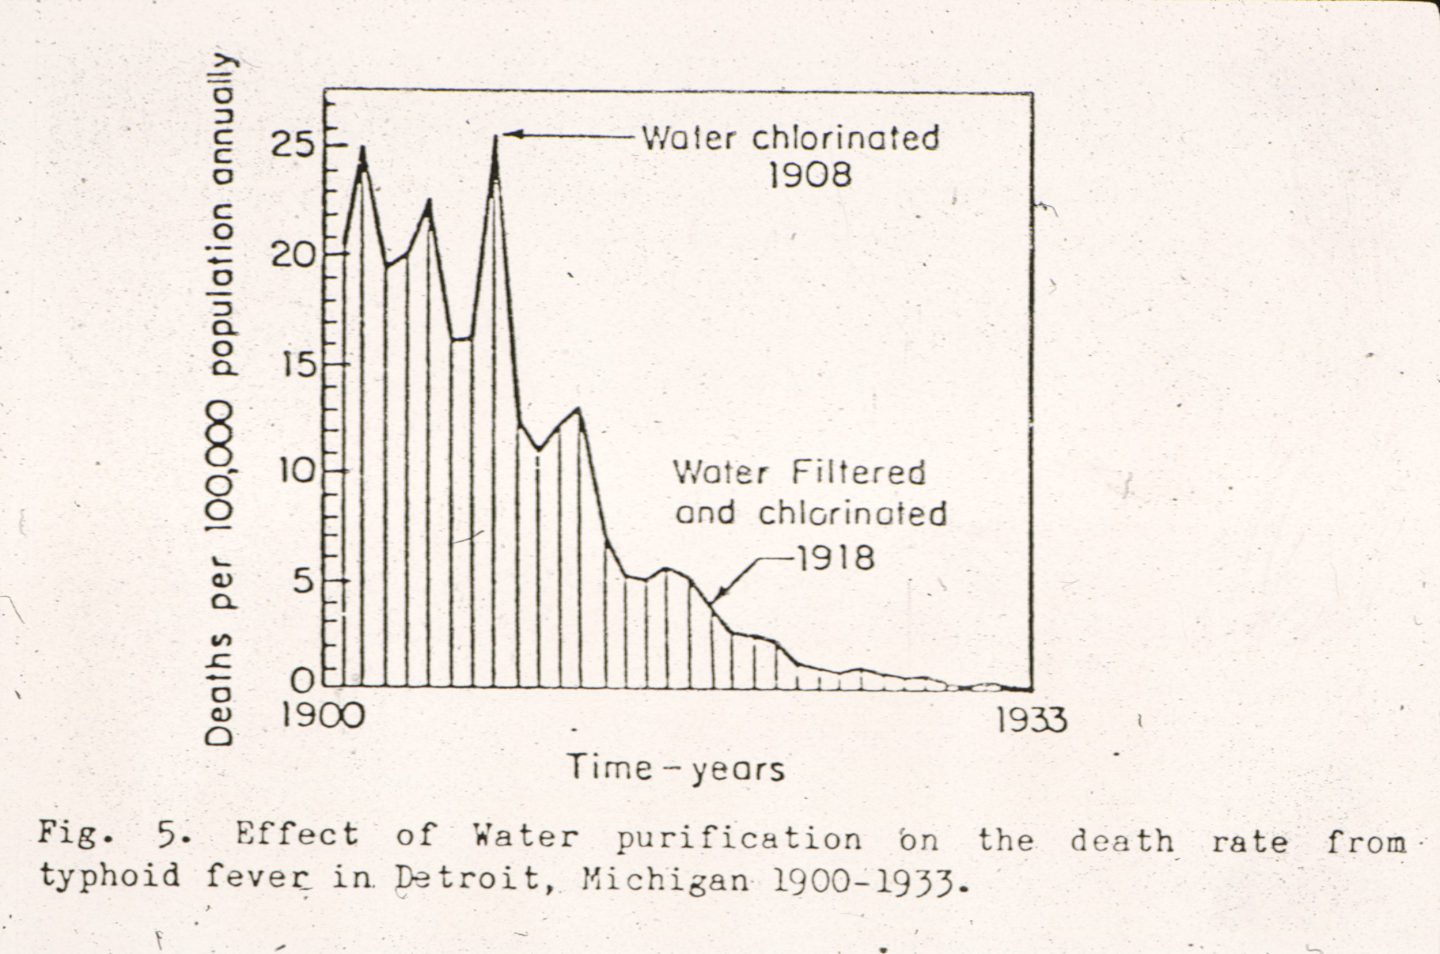 Deaths per 100,000 population annually
25
20
15
10
5
0
Water chlorinated
1908
Water Filtered
and chlorinated
1918
1900
1933
Time-years
Fig. 5. Effect of Water purification on the death rate from
typhoid fever in Detroit, Michigan 1900-1933.